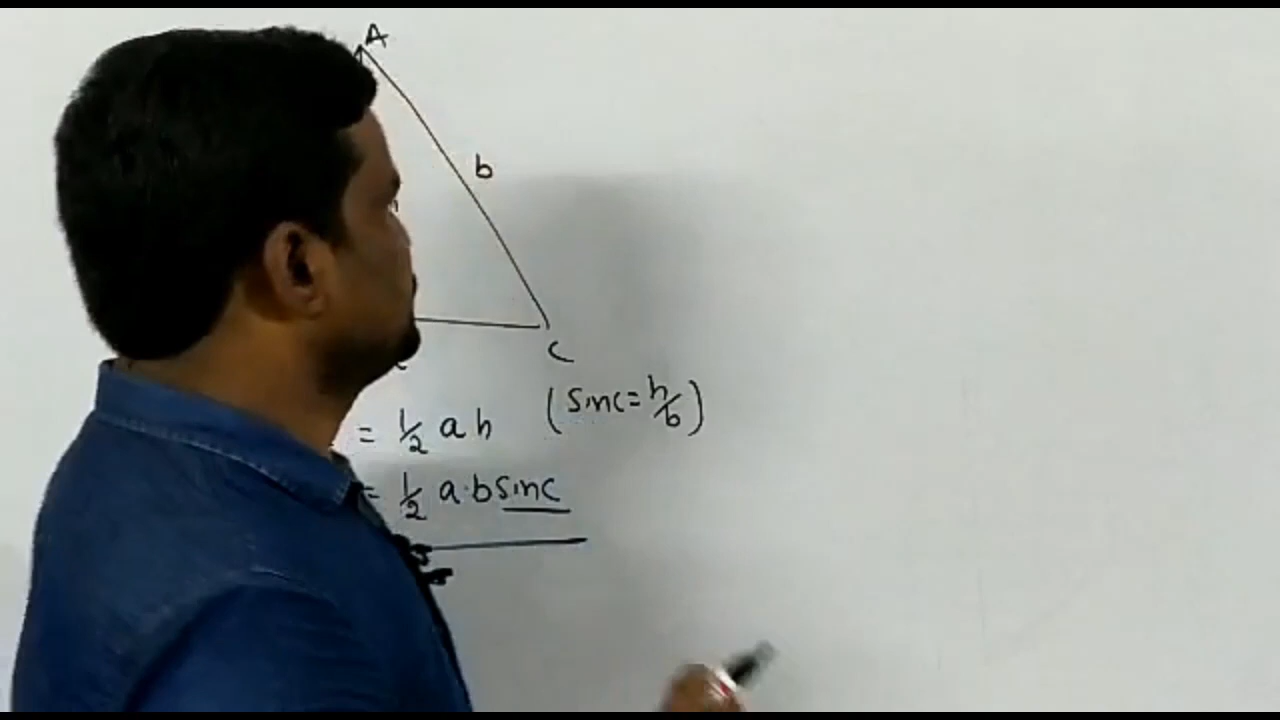 A
b
C
(sinc = h/b)
= 1/2 a h
= 1/2 a·b sinc